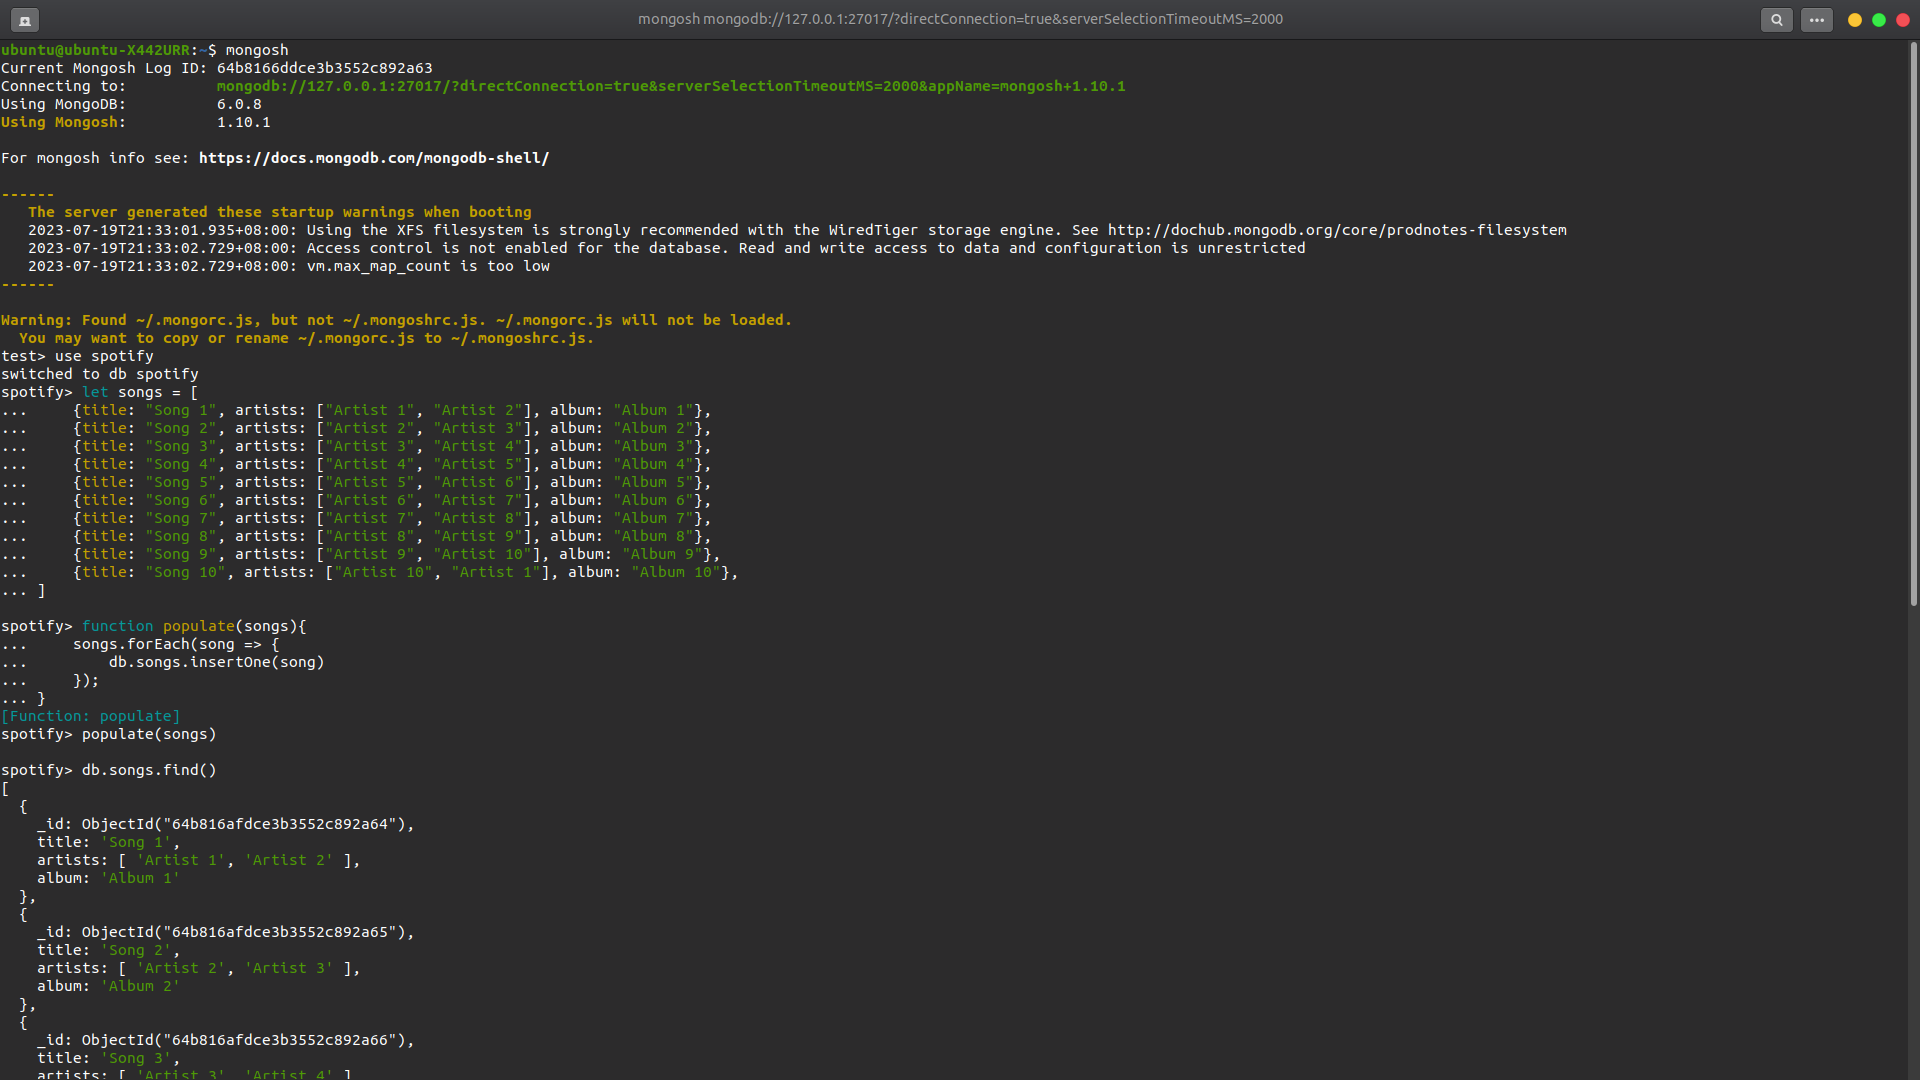 mongosh mongodb://127.0.0.1:27017/?directConnection=true&serverSelectionTimeoutMS=2000
ubuntu@ubuntu-X442URR:~$ mongosh
Current Mongosh Log ID: 64b8166ddce3b3552c892a63
Connecting to:          mongodb://127.0.0.1:27017/?directConnection=true&serverSelectionTimeoutMS=2000&appName=mongosh+1.10.1
Using MongoDB:          6.0.8
Using Mongosh:          1.10.1

For mongosh info see: https://docs.mongodb.com/mongodb-shell/

------
   The server generated these startup warnings when booting
   2023-07-19T21:33:01.935+08:00: Using the XFS filesystem is strongly recommended with the WiredTiger storage engine. See http://dochub.mongodb.org/core/prodnotes-filesystem
   2023-07-19T21:33:02.729+08:00: Access control is not enabled for the database. Read and write access to data and configuration is unrestricted
   2023-07-19T21:33:02.729+08:00: vm.max_map_count is too low
------

Warning: Found ~/.mongorc.js, but not ~/.mongoshrc.js. ~/.mongorc.js will not be loaded.
  You may want to copy or rename ~/.mongorc.js to ~/.mongoshrc.js.
test> use spotify
switched to db spotify
spotify> let songs = [
...     {title: "Song 1", artists: ["Artist 1", "Artist 2"], album: "Album 1"},
...     {title: "Song 2", artists: ["Artist 2", "Artist 3"], album: "Album 2"},
...     {title: "Song 3", artists: ["Artist 3", "Artist 4"], album: "Album 3"},
...     {title: "Song 4", artists: ["Artist 4", "Artist 5"], album: "Album 4"},
...     {title: "Song 5", artists: ["Artist 5", "Artist 6"], album: "Album 5"},
...     {title: "Song 6", artists: ["Artist 6", "Artist 7"], album: "Album 6"},
...     {title: "Song 7", artists: ["Artist 7", "Artist 8"], album: "Album 7"},
...     {title: "Song 8", artists: ["Artist 8", "Artist 9"], album: "Album 8"},
...     {title: "Song 9", artists: ["Artist 9", "Artist 10"], album: "Album 9"},
...     {title: "Song 10", artists: ["Artist 10", "Artist 1"], album: "Album 10"},
... ]

spotify> function populate(songs){
...     songs.forEach(song => {
...         db.songs.insertOne(song)
...     });
... }
[Function: populate]
spotify> populate(songs)

spotify> db.songs.find()
[
  {
    _id: ObjectId("64b816afdce3b3552c892a64"),
    title: 'Song 1',
    artists: [ 'Artist 1', 'Artist 2' ],
    album: 'Album 1'
  },
  {
    _id: ObjectId("64b816afdce3b3552c892a65"),
    title: 'Song 2',
    artists: [ 'Artist 2', 'Artist 3' ],
    album: 'Album 2'
  },
  {
    _id: ObjectId("64b816afdce3b3552c892a66"),
    title: 'Song 3',
    artists: [ 'Artist 3', 'Artist 4' ]